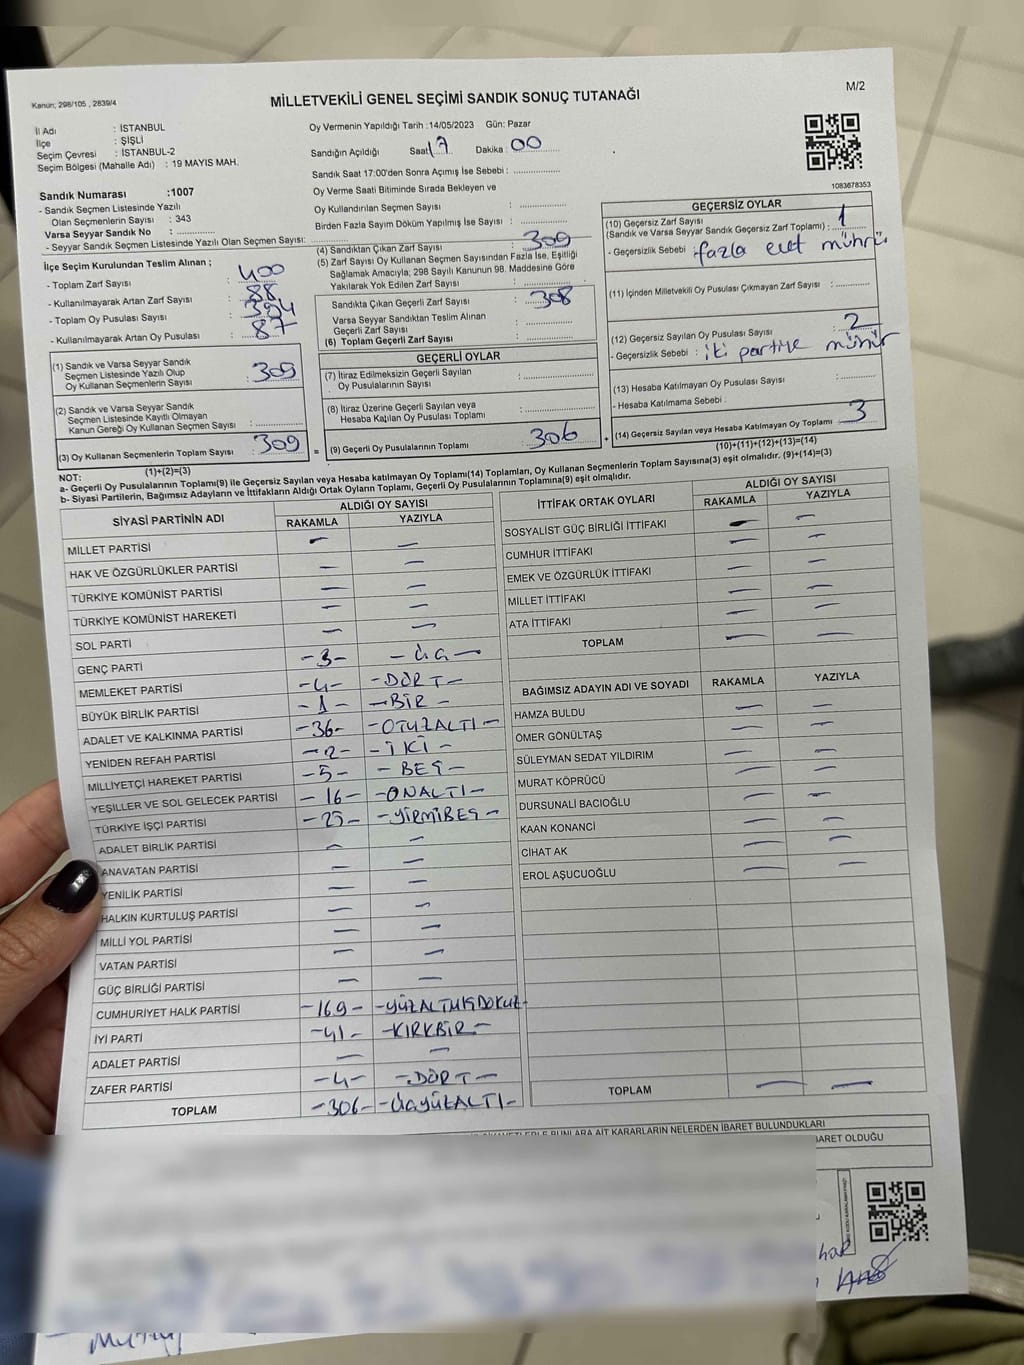 Kanun; 298/105 , 2839/4
MİLLETVEKİLİ GENEL SEÇİMİ SANDIK SONUÇ TUTANAĞI
M/2
İl Adı : İSTANBUL
İlçe : ŞİŞLİ
Seçim Çevresi : İSTANBUL-2
Seçim Bölgesi (Mahalle Adı) : 19 MAYIS MAH.
Sandık Numarası :1007
- Sandık Seçmen Listesinde Yazılı
Olan Seçmenlerin Sayısı : 343
Varsa Seyyar Sandık No :
- Seyyar Sandık Seçmen Listesinde Yazılı Olan Seçmen Sayısı:
Oy Vermenin Yapıldığı Tarih :14/05/2023 Gün: Pazar
Sandığın Açıldığı Saat 17 Dakika : 00
Sandık Saat 17:00'den Sonra Açımış İse Sebebi :
Oy Verme Saati Bitiminde Sırada Bekleyen ve
Oy Kullandırılan Seçmen Sayısı :
Birden Fazla Sayım Döküm Yapılmış İse Sayısı :
1083678353
İlçe Seçim Kurulundan Teslim Alınan ;
- Toplam Zarf Sayısı : 400
- Kullanılmayarak Artan Zarf Sayısı : 88
- Toplam Oy Pusulası Sayısı : 394
- Kullanılmayarak Artan Oy Pusulası : 87
(1) Sandık ve Varsa Seyyar Sandık
Seçmen Listesinde Yazılı Olup
Oy Kullanan Seçmenlerin Sayısı : 309
(2) Sandık ve Varsa Seyyar Sandık
Seçmen Listesinde Kayıtlı Olmayan
Kanun Gereği Oy Kullanan Seçmen Sayısı :
(3) Oy Kullanan Seçmenlerin Toplam Sayısı : 309
(1)+(2)=(3)
(4) Sandıktan Çıkan Zarf Sayısı : 309
(5) Zarf Sayısı Oy Kullanan Seçmen Sayısından Fazla İse, Eşitliği
Sağlamak Amacıyla; 298 Sayılı Kanunun 98. Maddesine Göre
Yakılarak Yok Edilen Zarf Sayısı :
Sandıkta Çıkan Geçerli Zarf Sayısı : 308
Varsa Seyyar Sandıktan Teslim Alınan
Geçerli Zarf Sayısı :
(6) Toplam Geçerli Zarf Sayısı :
GEÇERLİ OYLAR
(7) İtiraz Edilmeksizin Geçerli Sayılan
Oy Pusulalarının Sayısı :
(8) İtiraz Üzerine Geçerli Sayılan veya
Hesaba Katılan Oy Pusulası Toplamı :
= (9) Geçerli Oy Pusulalarının Toplamı : 306 +
GEÇERSİZ OYLAR
(10) Geçersiz Zarf Sayısı
(Sandık ve Varsa Seyyar Sandık Geçersiz Zarf Toplamı) : 1
- Geçersizlik Sebebi : fazla evet mührü
(11) İçinden Milletvekili Oy Pusulası Çıkmayan Zarf Sayısı :
(12) Geçersiz Sayılan Oy Pusulası Sayısı : 2
- Geçersizlik Sebebi : iki partiye mühür
(13) Hesaba Katılmayan Oy Pusulası Sayısı :
- Hesaba Katılmama Sebebi :
(14) Geçersiz Sayılan veya Hesaba Katılmayan Oy Toplamı : 3
(10)+(11)+(12)+(13)=(14)
NOT:
a- Geçerli Oy Pusulalarının Toplamı(9) ile Geçersiz Sayılan veya Hesaba katılmayan Oy Toplamı(14) Toplamları, Oy Kullanan Seçmenlerin Toplam Sayısına(3) eşit olmalıdır. (9)+(14)=(3)
b- Siyasi Partilerin, Bağımsız Adayların ve İttifakların Aldığı Ortak Oyların Toplamı, Geçerli Oy Pusulalarının Toplamına(9) eşit olmalıdır.
SİYASİ PARTİNİN ADI ALDIĞI OY SAYISI
RAKAMLA YAZIYLA
MİLLET PARTİSİ – –
HAK VE ÖZGÜRLÜKLER PARTİSİ – –
TÜRKİYE KOMÜNİST PARTİSİ – –
TÜRKİYE KOMÜNİST HAREKETİ – –
SOL PARTİ – –
GENÇ PARTİ -3- - ÜÇ -
MEMLEKET PARTİSİ -4- -DÖRT-
BÜYÜK BİRLİK PARTİSİ -1- -BİR-
ADALET VE KALKINMA PARTİSİ -36- -OTUZALTI-
YENİDEN REFAH PARTİSİ -2- -İKİ-
MİLLİYETÇİ HAREKET PARTİSİ -5- -BEŞ-
YEŞİLLER VE SOL GELECEK PARTİSİ -16- -ONALTI-
TÜRKİYE İŞÇİ PARTİSİ -25- -YİRMİBEŞ-
ADALET BİRLİK PARTİSİ – –
ANAVATAN PARTİSİ – –
YENİLİK PARTİSİ – –
HALKIN KURTULUŞ PARTİSİ – –
MİLLİ YOL PARTİSİ – –
VATAN PARTİSİ – –
GÜÇ BİRLİĞİ PARTİSİ – –
CUMHURİYET HALK PARTİSİ -169- -YÜZALTMIŞDOKUZ-
İYİ PARTİ -41- -KIRKBİR-
ADALET PARTİSİ – –
ZAFER PARTİSİ -4- -DÖRT-
TOPLAM -306- -ÜÇYÜZALTI-
İTTİFAK ORTAK OYLARI ALDIĞI OY SAYISI
RAKAMLA YAZIYLA
SOSYALİST GÜÇ BİRLİĞİ İTTİFAKI – –
CUMHUR İTTİFAKI – –
EMEK VE ÖZGÜRLÜK İTTİFAKI – –
MİLLET İTTİFAKI – –
ATA İTTİFAKI – –
TOPLAM – –
BAĞIMSIZ ADAYIN ADI VE SOYADI RAKAMLA YAZIYLA
HAMZA BULDU – –
ÖMER GÖNÜLTAŞ – –
SÜLEYMAN SEDAT YILDIRIM – –
MURAT KÖPRÜCÜ – –
DURSUNALİ BACIOĞLU – –
KAAN KONANCİ – –
CİHAT AK – –
EROL AŞUCUOĞLU – –
TOPLAM – –
BUNLARA AİT KARARLARIN NELERDEN İBARET BULUNDUKLARI
BARET OLDUĞU